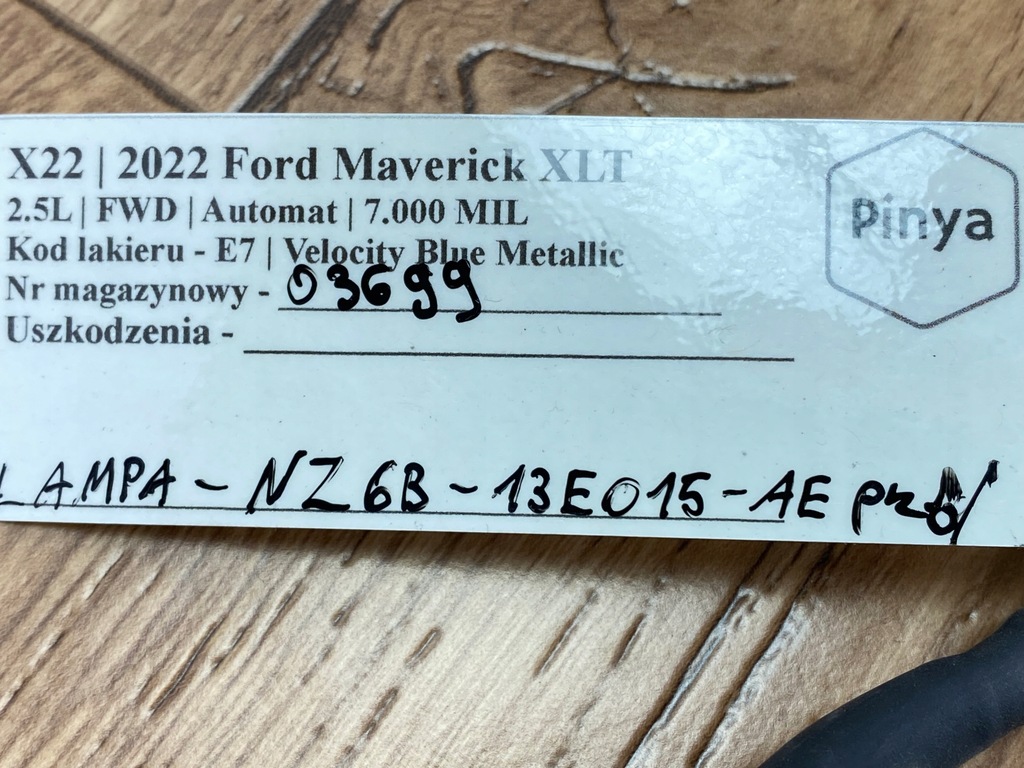 X22 | 2022 Ford Maverick XLT
2.5L | FWD | Automat | 7.000 MIL
Kod lakieru - E7 | Velocity Blue Metallic
Nr magazynowy - 03699
Uszkodzenia -
Pinya
LAMPA - NZ6B - 13E015 - AE